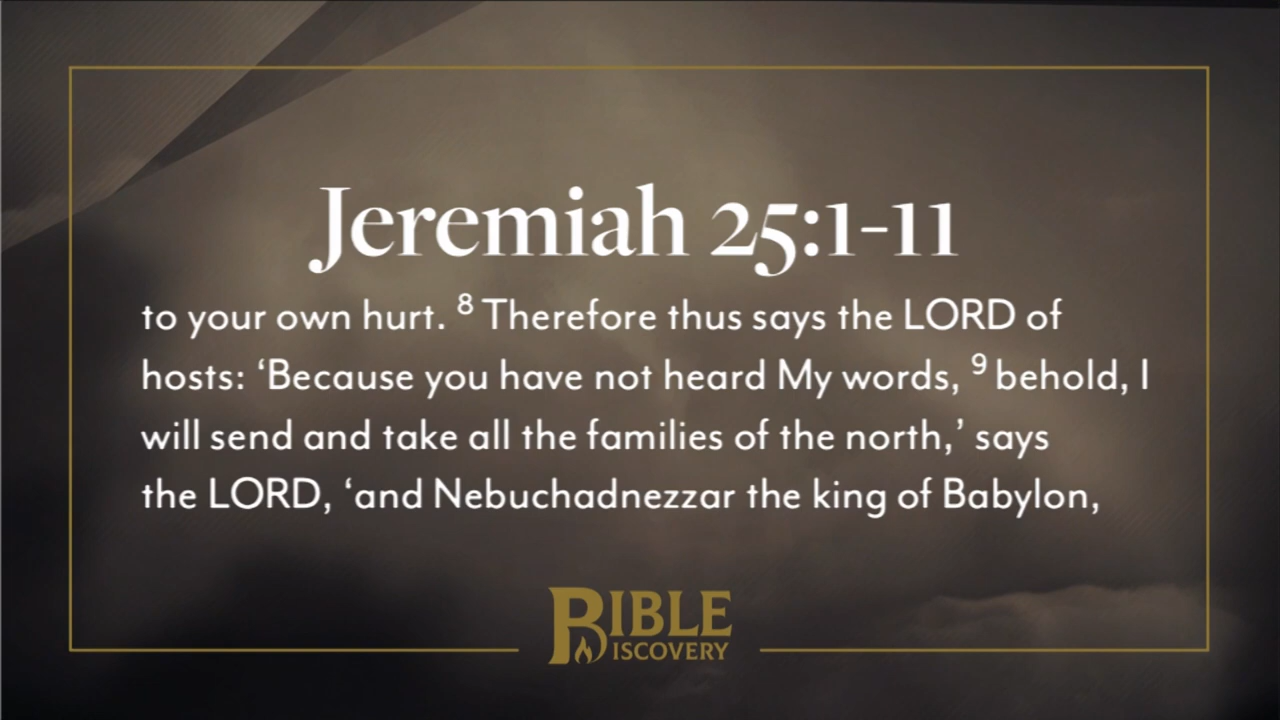 Jeremiah 25:1-11
to your own hurt. ⁸ Therefore thus says the LORD of
hosts: ‘Because you have not heard My words, ⁹ behold, I
will send and take all the families of the north,’ says
the LORD, ‘and Nebuchadnezzar the king of Babylon,
BIBLE
DISCOVERY